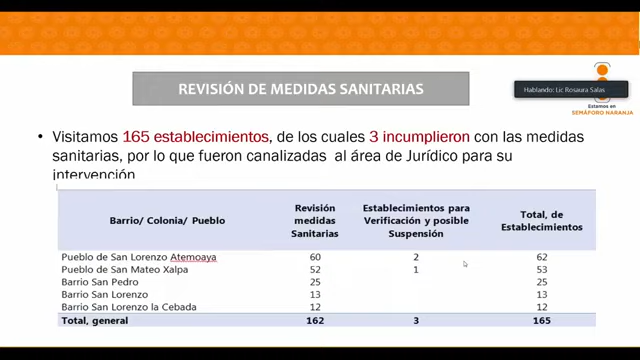 REVISIÓN DE MEDIDAS SANITARIAS
Hablando: Lic Rosaura Salas
Estamos en
SEMÁFORO NARANJA
• Visitamos 165 establecimientos, de los cuales 3 incumplieron con las medidas
sanitarias, por lo que fueron canalizadas al área de Jurídico para su
intervención
Barrio/ Colonia/ Pueblo Revisión medidas Sanitarias Establecimientos para Verificación y posible Suspensión Total, de Establecimientos
Pueblo de San Lorenzo Atemoaya 60 2 62
Pueblo de San Mateo Xalpa 52 1 53
Barrio San Pedro 25 25
Barrio San Lorenzo 13 13
Barrio San Lorenzo la Cebada 12 12
Total, general 162 3 165